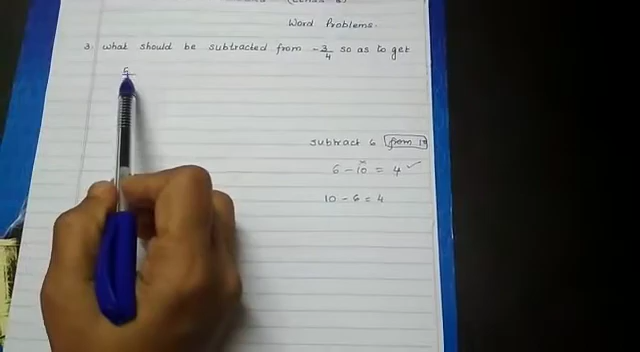 Word Problems.
3. What should be subtracted from -3/4 so as to get
5
subtract 6 from 10
6 - 10 = 4 ✓
10 - 6 = 4